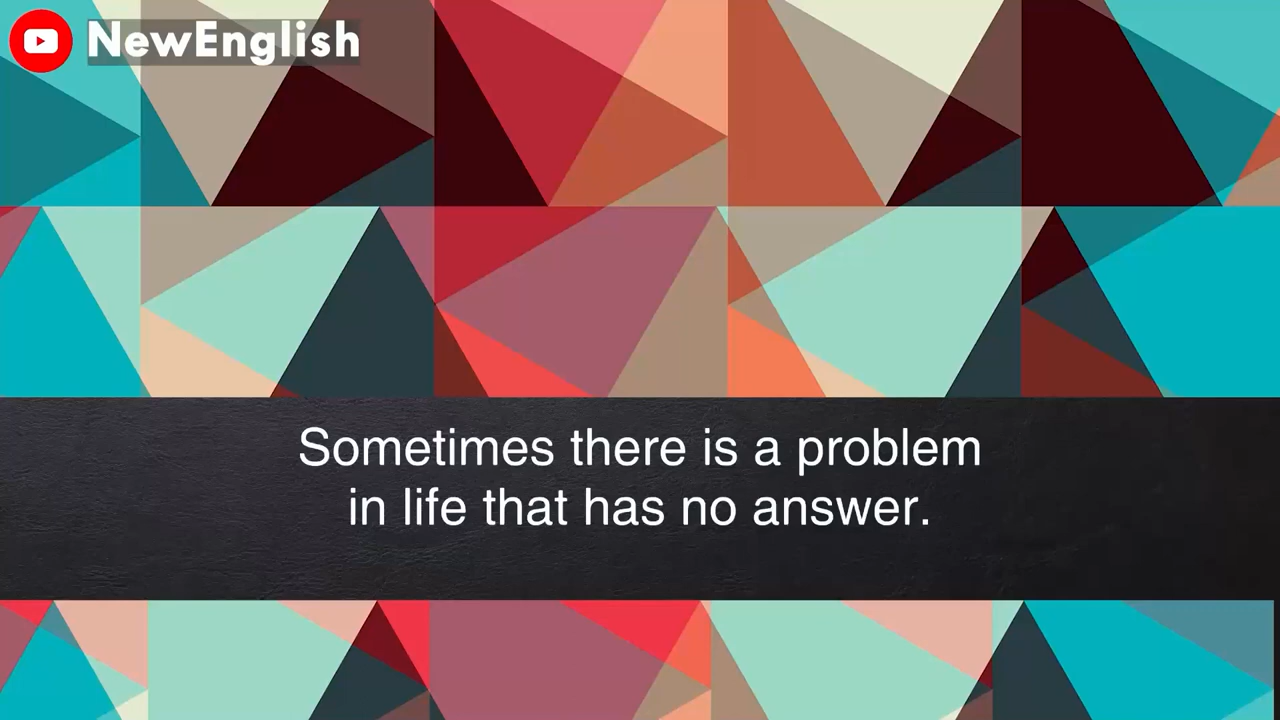 NewEnglish
Sometimes there is a problem
in life that has no answer.